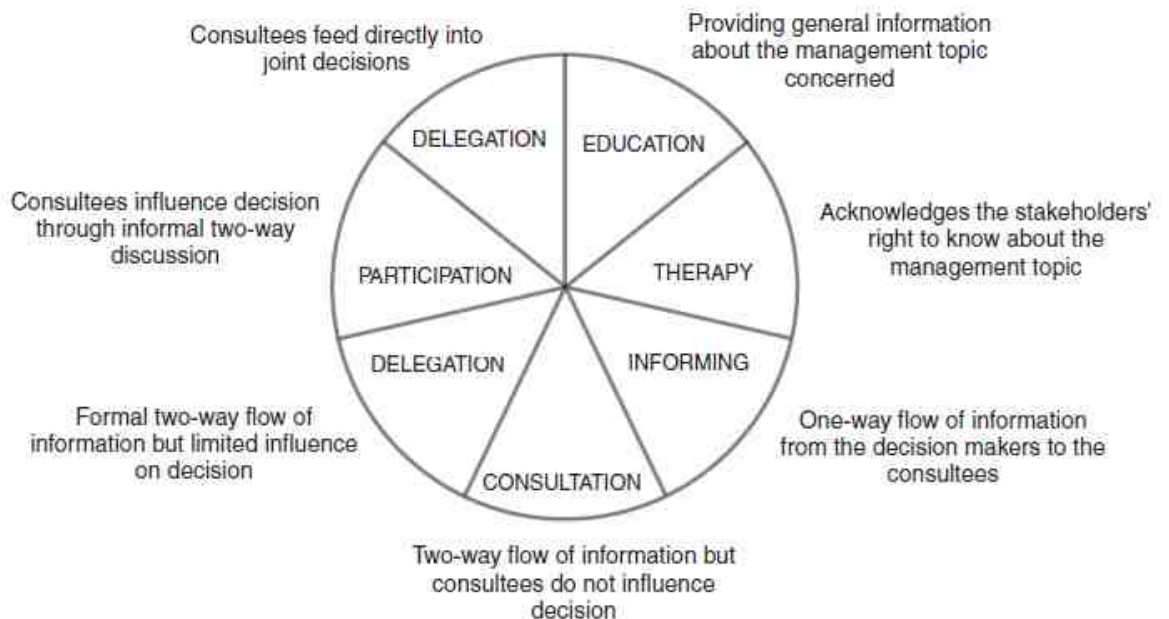 Providing general information
about the management topic
concerned
EDUCATION
Acknowledges the stakeholders'
right to know about the
management topic
THERAPY
INFORMING
One-way flow of information
from the decision makers to the
consultees
CONSULTATION
Two-way flow of information but
consultees do not influence
decision
DELEGATION
Formal two-way flow of
information but limited influence
on decision
PARTICIPATION
Consultees influence decision
through informal two-way
discussion
DELEGATION
Consultees feed directly into
joint decisions